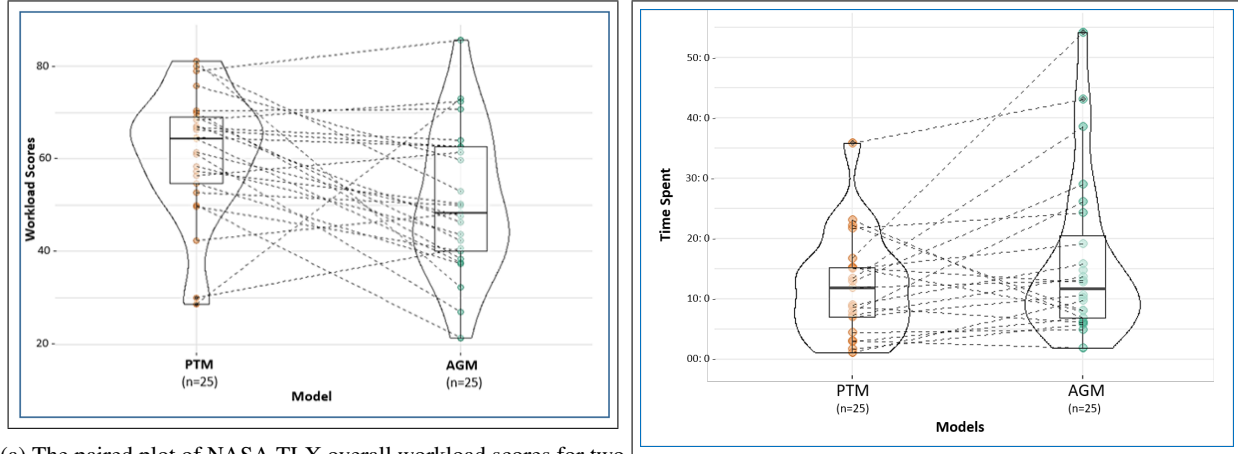 Workload Scores
80
60
40
20
PTM
(n=25)
AGM
(n=25)
Model
Time Spent
50: 0
40: 0
30: 0
20: 0
10: 0
00: 0
PTM
(n=25)
AGM
(n=25)
Models
(a) The paired plot of NASA TLX overall workload scores for two